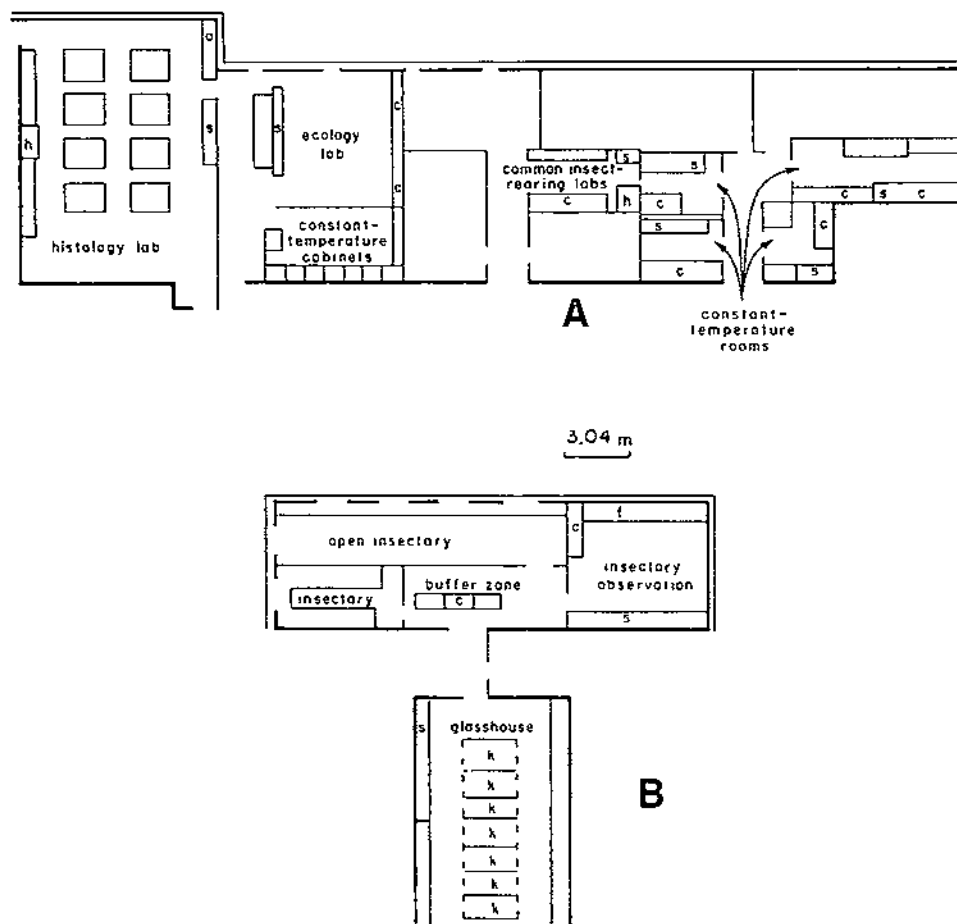 a
s
h
histology lab
s
ecology
lab
c
c
constant-
temperature
cabinets
common insect-
rearing labs
c
s
h
s
c
s
c
c
s
c
c
s
constant-
temperature
rooms
A
3.04 m
open insectary
c
f
insectary
buffer zone
c
insectary
observation
s
s
glasshouse
k
k
k
k
k
k
k
B